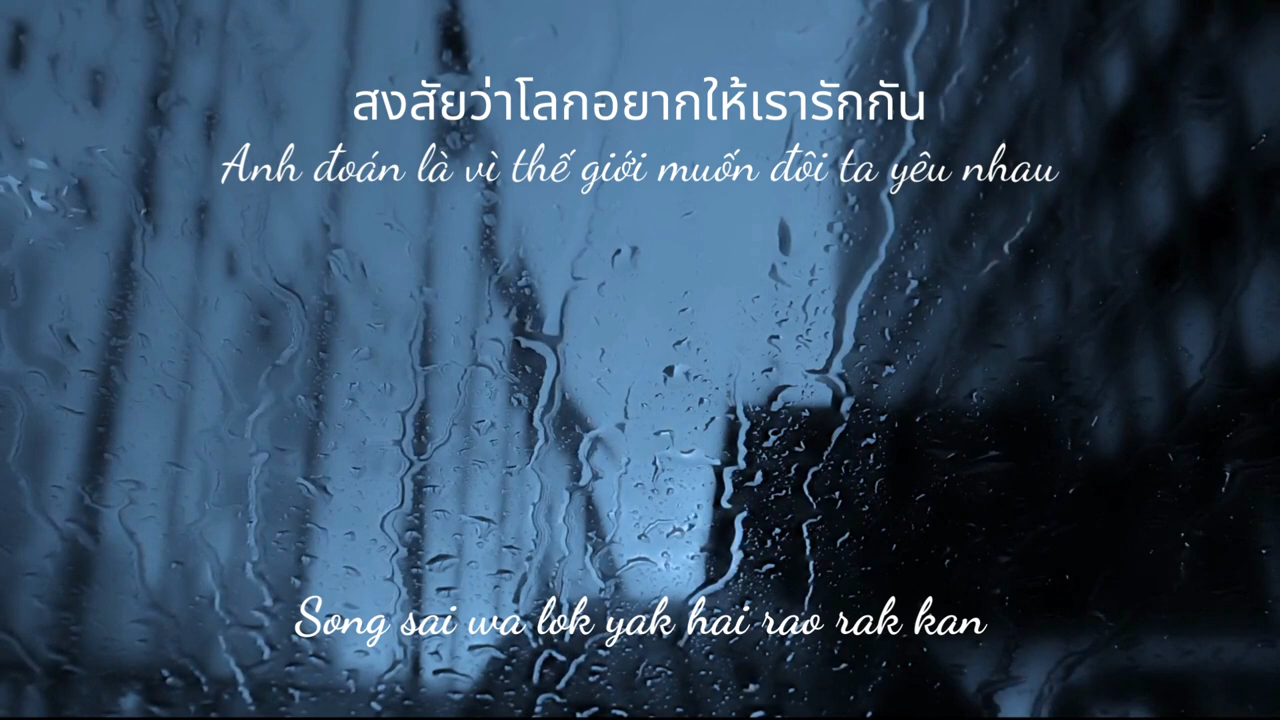 สงสัยว่าโลกอยากให้เรารักกัน
Anh đoán là vì thế giới muốn đôi ta yêu nhau
Song sai wa lok yak hai rao rak kan